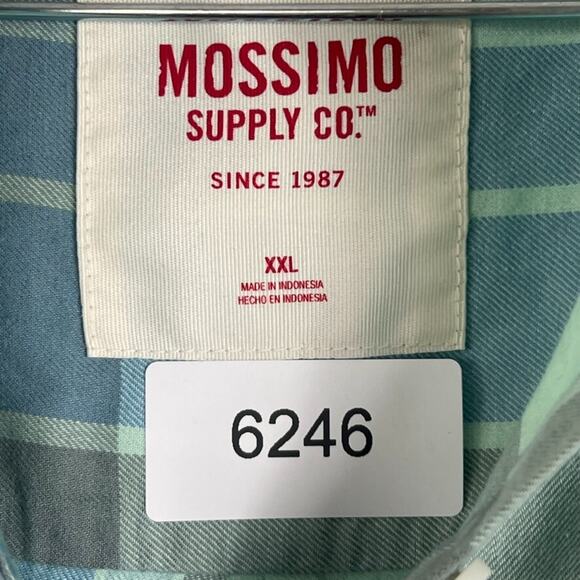 MOSSIMO
SUPPLY CO.™
SINCE 1987
XXL
MADE IN INDONESIA
HECHO EN INDONESIA
6246